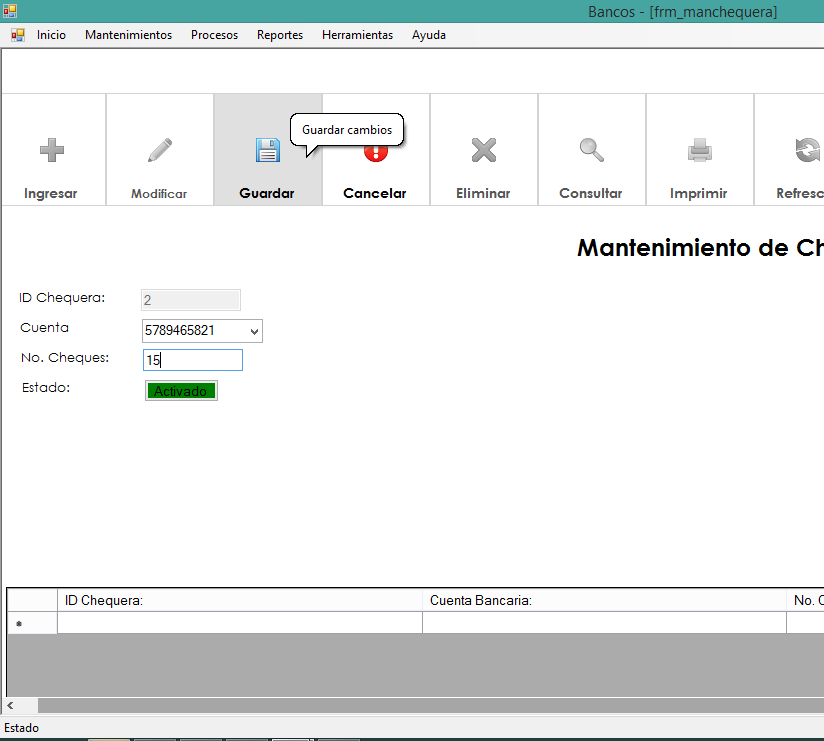 Bancos - [frm_manchequera]
Inicio Mantenimientos Procesos Reportes Herramientas Ayuda
Guardar cambios
Ingresar Modificar Guardar Cancelar Eliminar Consultar Imprimir Refresc
Mantenimiento de Ch
ID Chequera: 2
Cuenta 5789465821
No. Cheques: 15
Estado: Activado
ID Chequera: Cuenta Bancaria: No. C
Estado